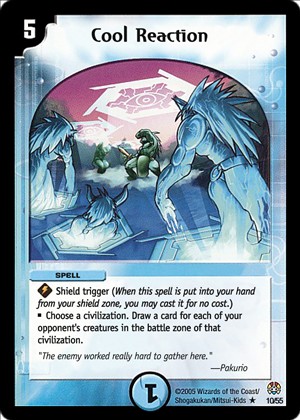 5 Cool Reaction
SPELL
Shield trigger (When this spell is put into your hand
from your shield zone, you may cast it for no cost.)
■ Choose a civilization. Draw a card for each of your
opponent's creatures in the battle zone of that
civilization.
"The enemy worked really hard to gather here."
—Pakurio
©2005 Wizards of the Coast/
Shogakukan/Mitsui-Kids ★ 10/55